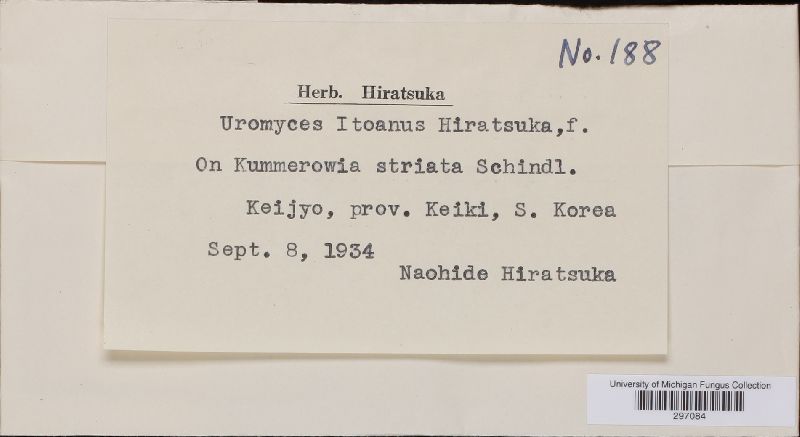 No. 188
Herb. Hiratsuka
Uromyces Itoanus Hiratsuka,f.
On Kummerowia striata Schindl.
Keijyo, prov. Keiki, S. Korea
Sept. 8, 1934
Naohide Hiratsuka
University of Michigan Fungus Collection
297084